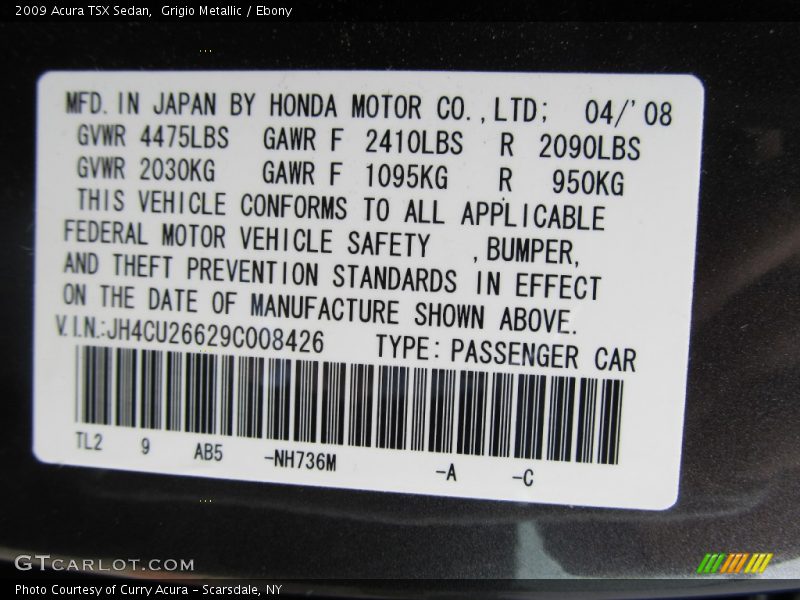 2009 Acura TSX Sedan,  Grigio Metallic / Ebony
MFD. IN JAPAN BY HONDA MOTOR CO.,LTD; 04/'08
GVWR 4475LBS GAWR F 2410LBS R 2090LBS
GVWR 2030KG GAWR F 1095KG R 950KG
THIS VEHICLE CONFORMS TO ALL APPLICABLE
FEDERAL MOTOR VEHICLE SAFETY ,BUMPER,
AND THEFT PREVENTION STANDARDS IN EFFECT
ON THE DATE OF MANUFACTURE SHOWN ABOVE.
V.I.N.:JH4CU26629C008426 TYPE: PASSENGER CAR
TL2 9 AB5 -NH736M -A -C
GTCARLOT.COM
Photo Courtesy of Curry Acura - Scarsdale, NY